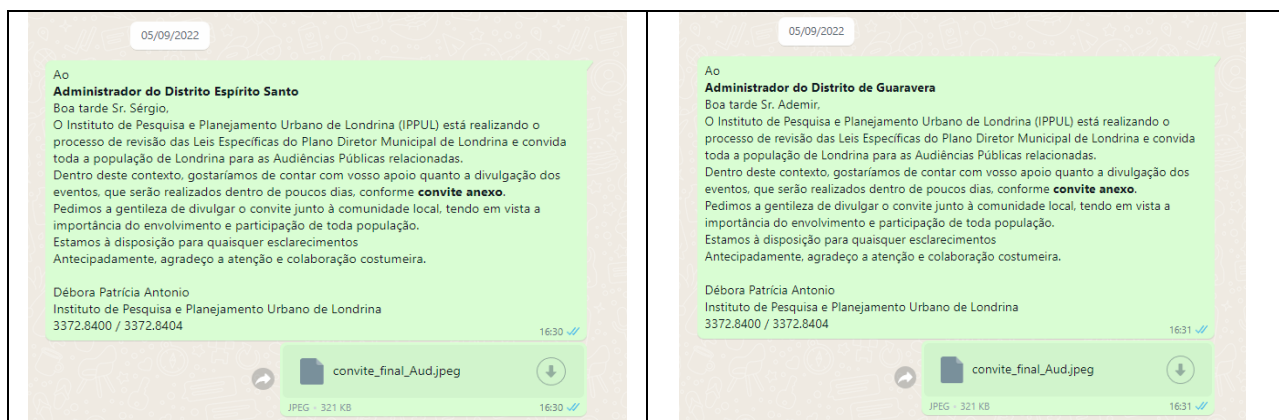 05/09/2022
Ao
Administrador do Distrito Espírito Santo
Boa tarde Sr. Sérgio,
O Instituto de Pesquisa e Planejamento Urbano de Londrina (IPPUL) está realizando o
processo de revisão das Leis Específicas do Plano Diretor Municipal de Londrina e convida
toda a população de Londrina para as Audiências Públicas relacionadas.
Dentro deste contexto, gostaríamos de contar com vosso apoio quanto a divulgação dos
eventos, que serão realizados dentro de poucos dias, conforme convite anexo.
Pedimos a gentileza de divulgar o convite junto à comunidade local, tendo em vista a
importância do envolvimento e participação de toda população.
Estamos à disposição para quaisquer esclarecimentos
Antecipadamente, agradeço a atenção e colaboração costumeira.
Débora Patrícia Antonio
Instituto de Pesquisa e Planejamento Urbano de Londrina
3372.8400 / 3372.8404
16:30
convite_final_Aud.jpeg
JPEG • 321 KB
16:30
05/09/2022
Ao
Administrador do Distrito de Guaravera
Boa tarde Sr. Ademir,
O Instituto de Pesquisa e Planejamento Urbano de Londrina (IPPUL) está realizando o
processo de revisão das Leis Específicas do Plano Diretor Municipal de Londrina e convida
toda a população de Londrina para as Audiências Públicas relacionadas.
Dentro deste contexto, gostaríamos de contar com vosso apoio quanto a divulgação dos
eventos, que serão realizados dentro de poucos dias, conforme convite anexo.
Pedimos a gentileza de divulgar o convite junto à comunidade local, tendo em vista a
importância do envolvimento e participação de toda população.
Estamos à disposição para quaisquer esclarecimentos
Antecipadamente, agradeço a atenção e colaboração costumeira.
Débora Patrícia Antonio
Instituto de Pesquisa e Planejamento Urbano de Londrina
3372.8400 / 3372.8404
16:31
convite_final_Aud.jpeg
JPEG • 321 KB
16:31